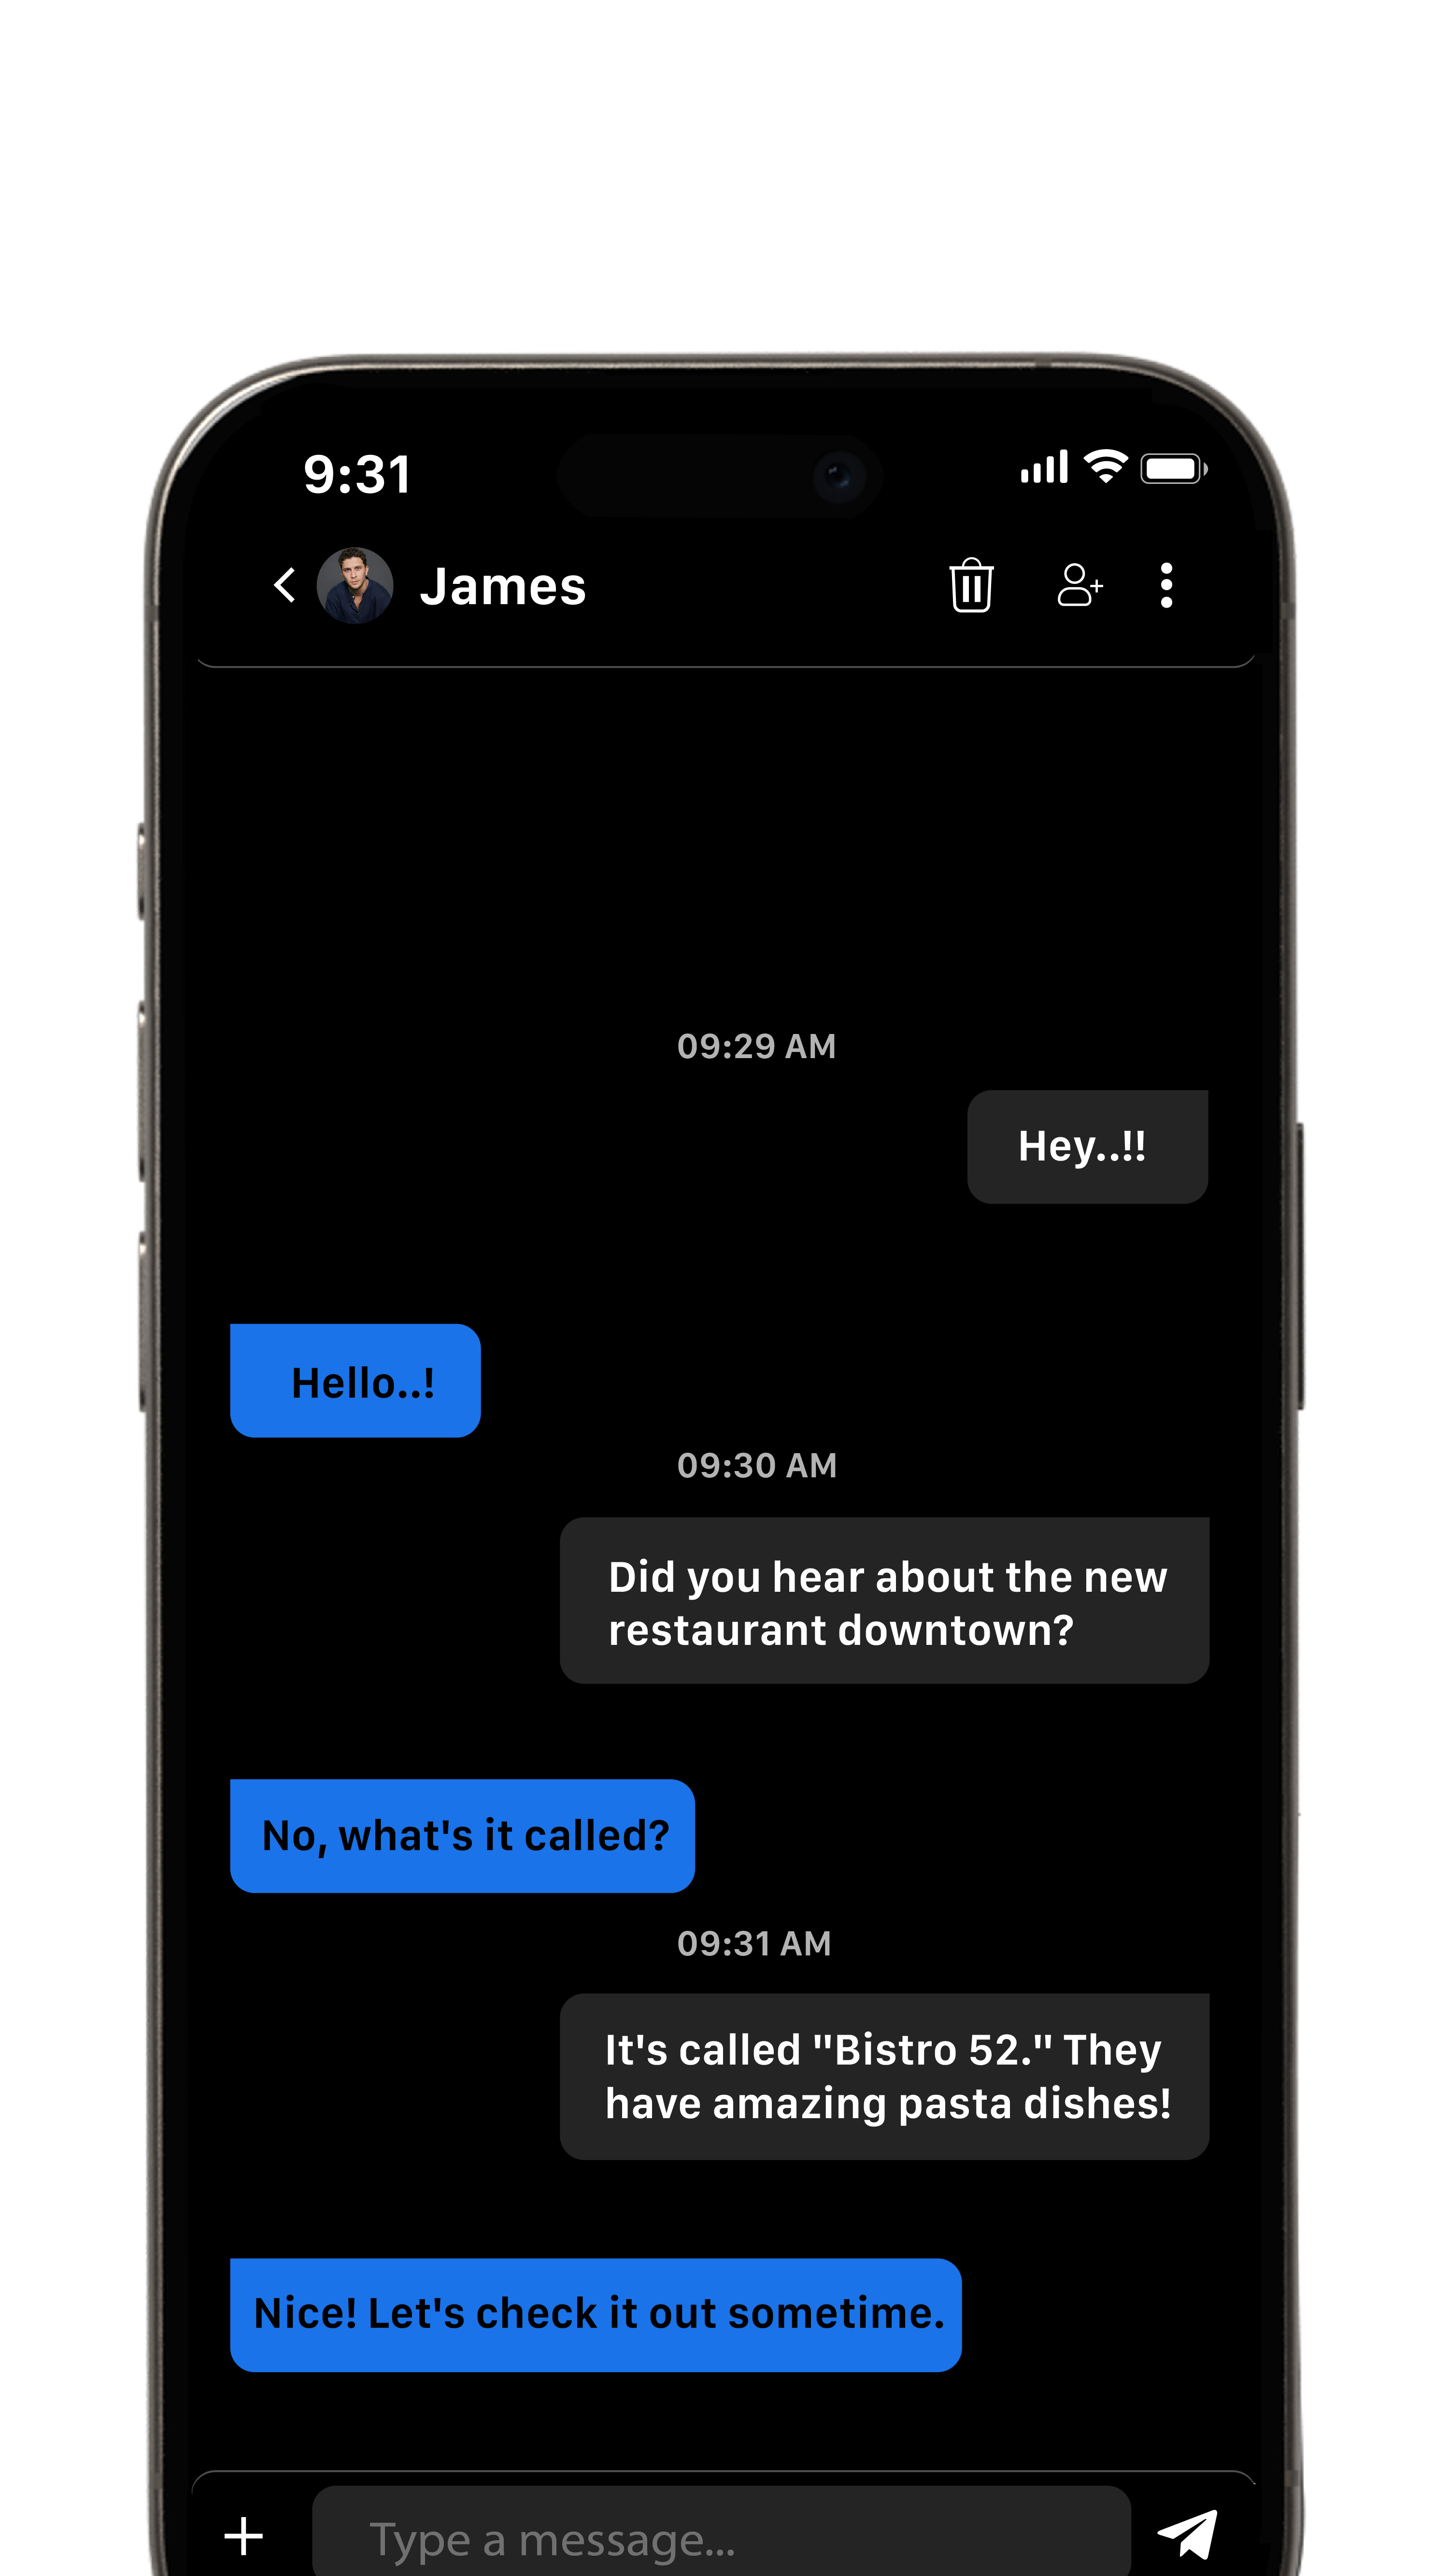 9:31
James
09:29 AM
Hey..!!
Hello..!
09:30 AM
Did you hear about the new
restaurant downtown?
No, what's it called?
09:31 AM
It's called "Bistro 52." They
have amazing pasta dishes!
Nice! Let's check it out sometime.
Type a message...